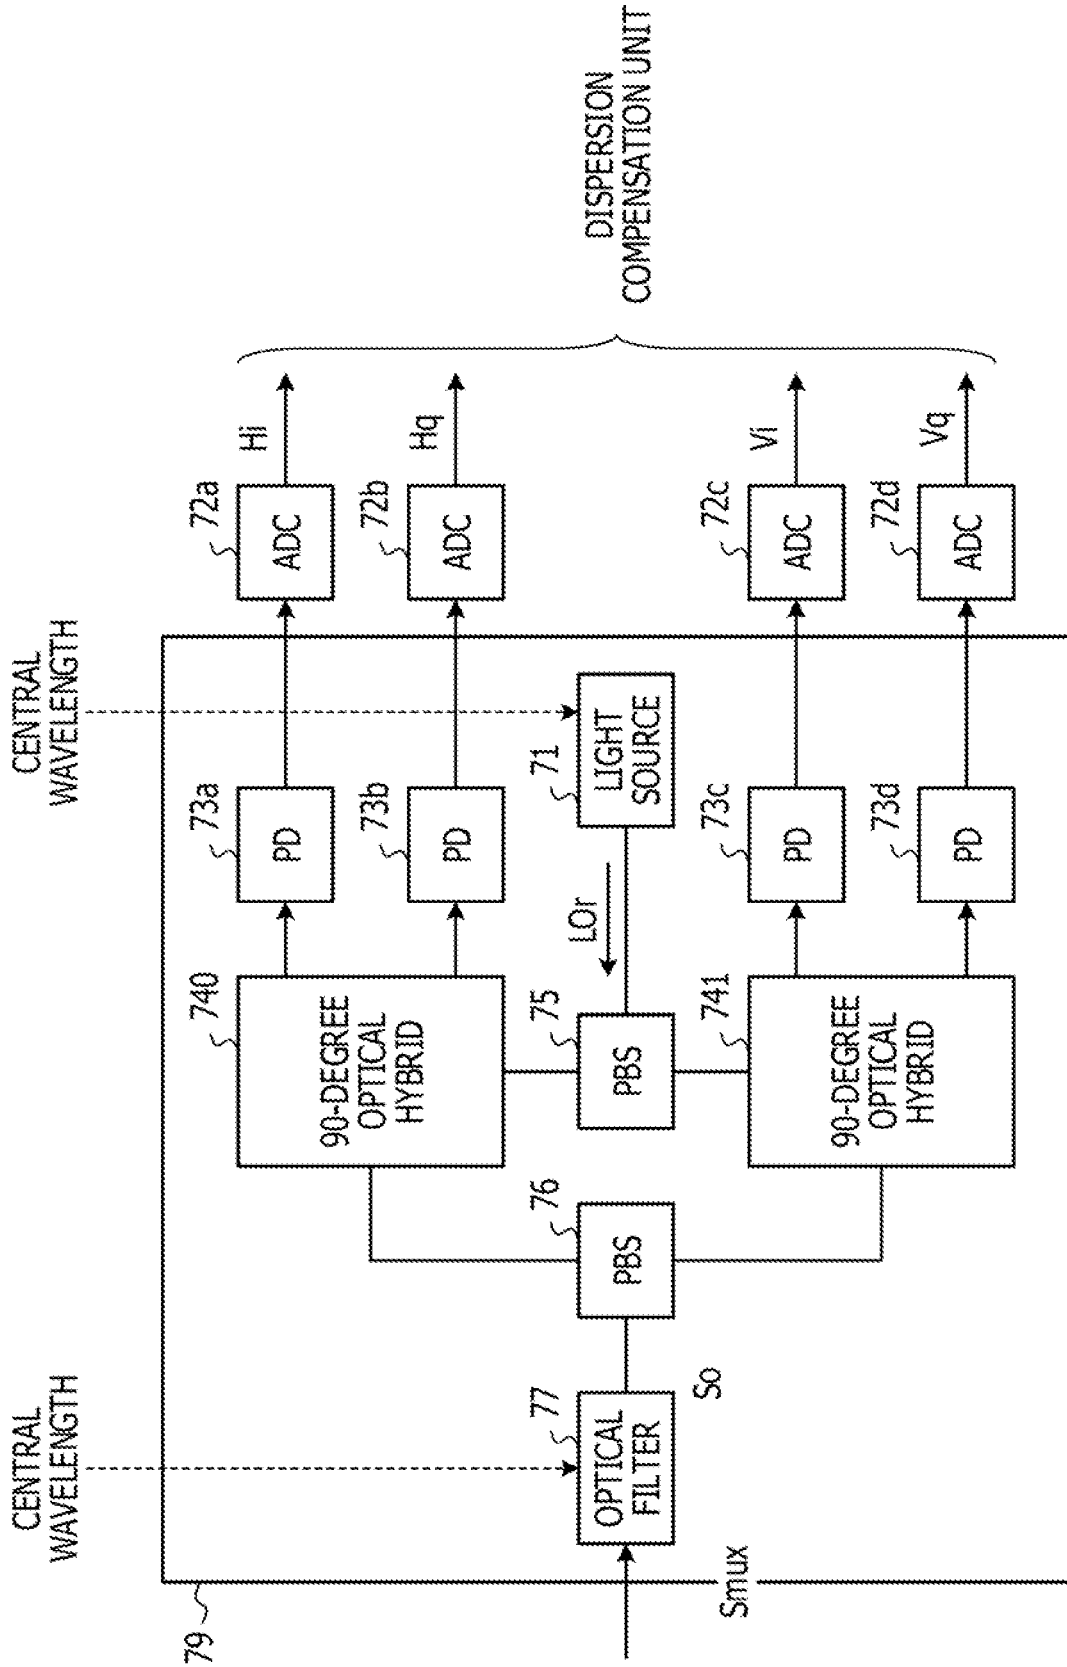 CENTRAL
WAVELENGTH
CENTRAL
WAVELENGTH
79
740
73a
72a
Hi
90-DEGREE
OPTICAL
HYBRID
PD
ADC
73b
72b
Hq
PD
ADC
77
76
75
LOr
71
OPTICAL
FILTER
PBS
PBS
LIGHT
SOURCE
DISPERSION
COMPENSATION UNIT
Smux
So
741
73c
72c
Vi
90-DEGREE
OPTICAL
HYBRID
PD
ADC
73d
72d
Vq
PD
ADC